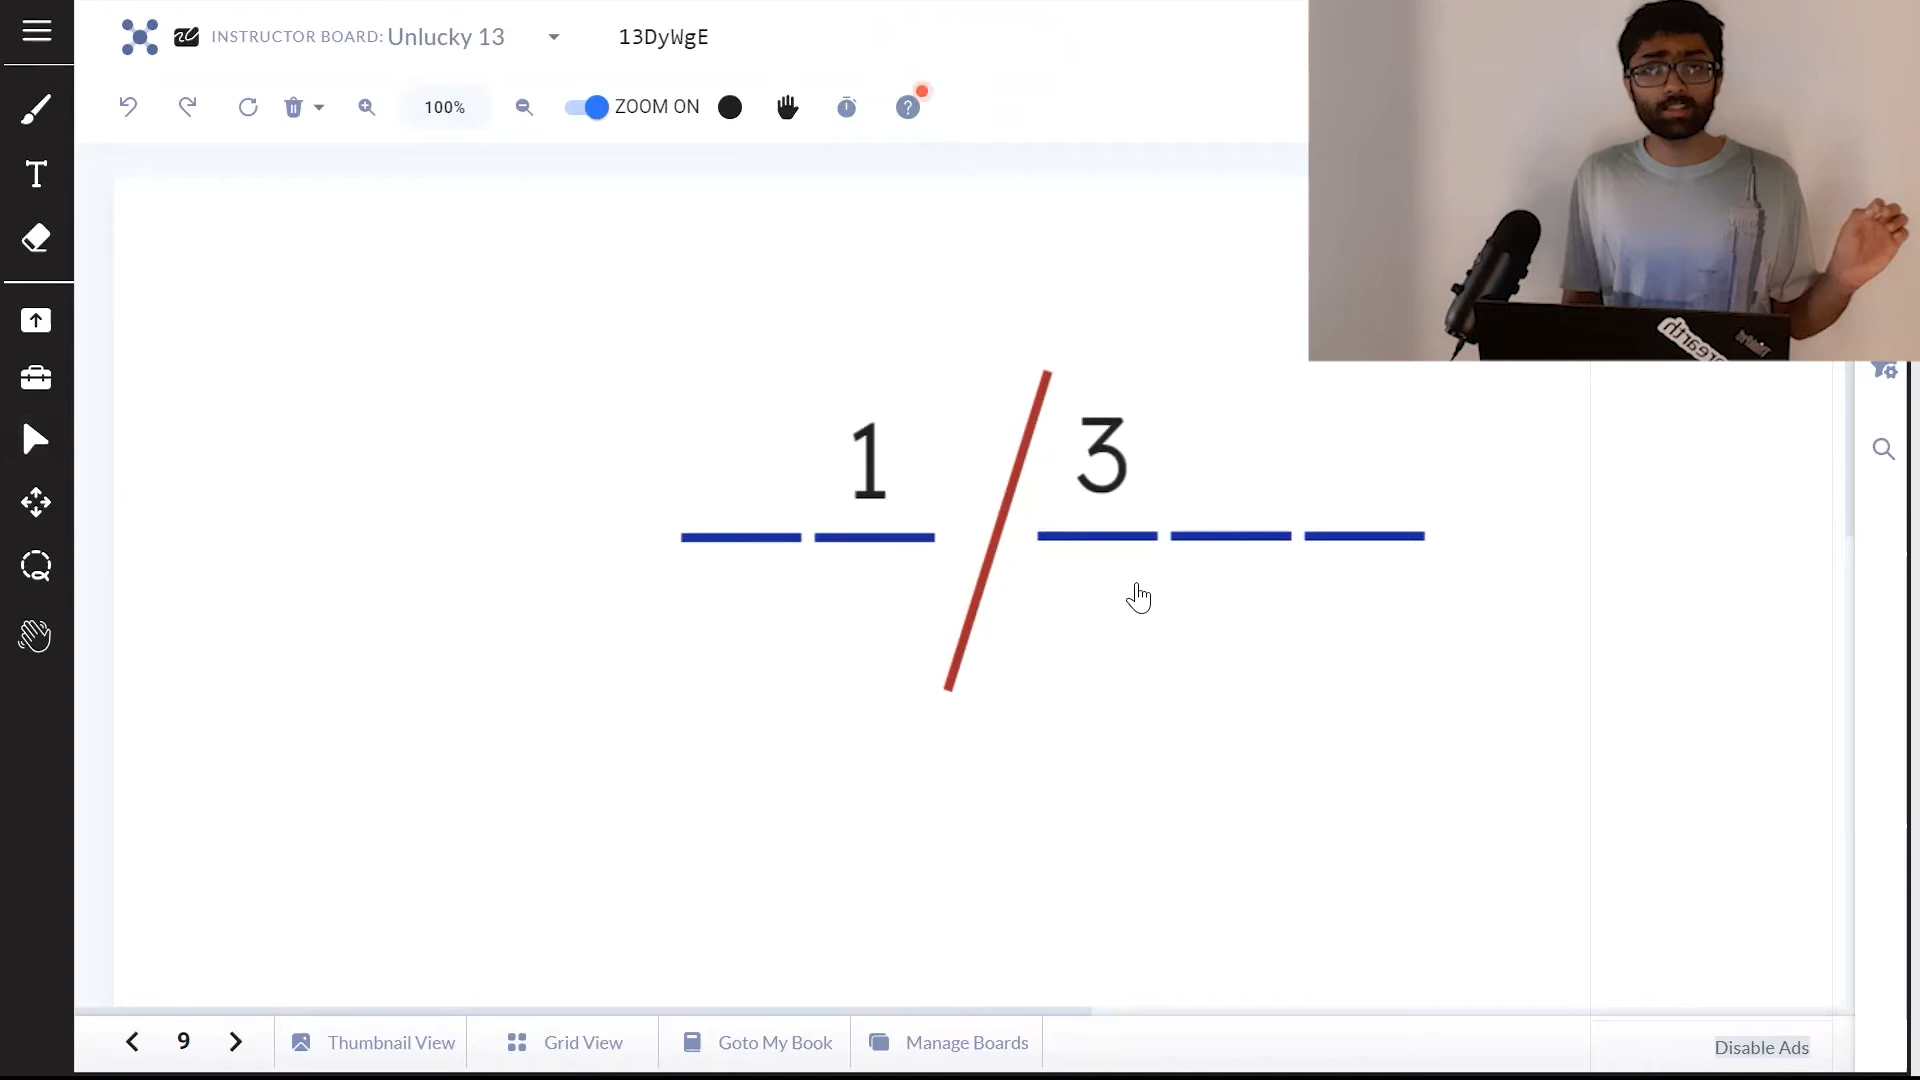 INSTRUCTOR BOARD: Unlucky 13
13DyWgE
100%
ZOOM ON
?
T
1 / 3
9
Thumbnail View
Grid View
Goto My Book
Manage Boards
Disable Ads